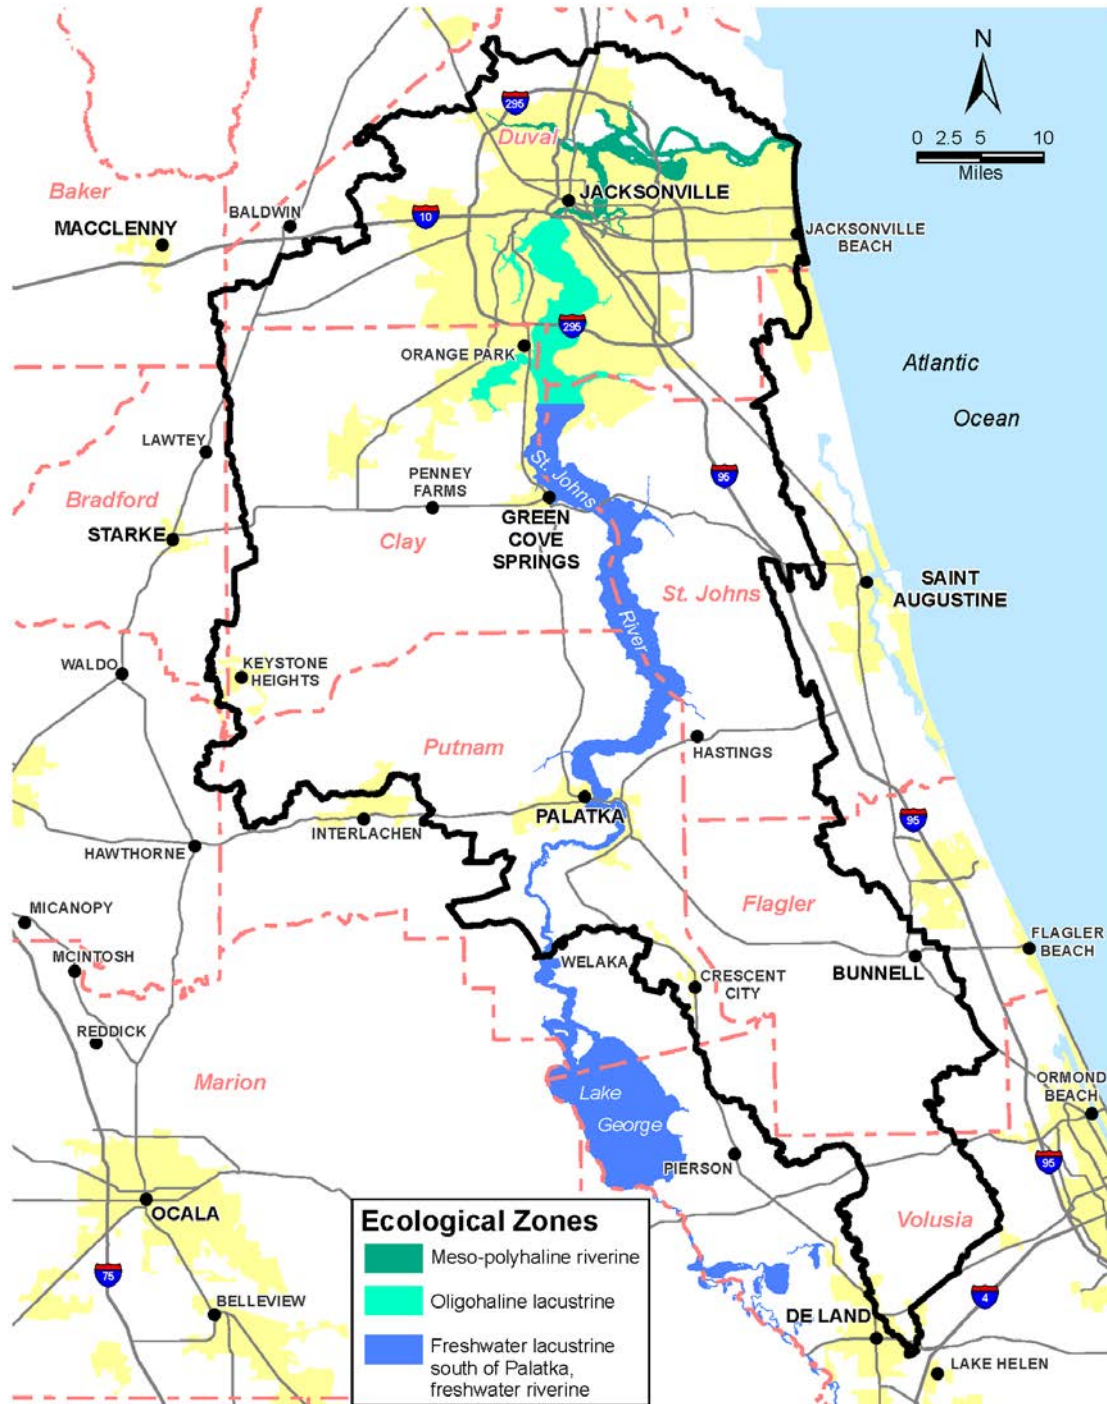 N
0 2.5 5 10
Miles
295
Duval
Baker
JACKSONVILLE
BALDWIN
10
MACCLENNY
JACKSONVILLE
BEACH
295
ORANGE PARK
Atlantic
Ocean
LAWTEY
St. Johns
PENNEY
FARMS
95
Bradford
GREEN
COVE
SPRINGS
STARKE
Clay
SAINT
AUGUSTINE
St. Johns
River
WALDO
KEYSTONE
HEIGHTS
Putnam
HASTINGS
PALATKA
INTERLACHEN
95
HAWTHORNE
MICANOPY
Flagler
FLAGLER
BEACH
MCINTOSH
WELAKA
BUNNELL
CRESCENT
CITY
REDDICK
Marion
Lake
George
ORMOND
BEACH
PIERSON
95
OCALA
Volusia
75
BELLEVIEW
4
DE LAND
LAKE HELEN
Ecological Zones
Meso-polyhaline riverine
Oligohaline lacustrine
Freshwater lacustrine
south of Palatka,
freshwater riverine